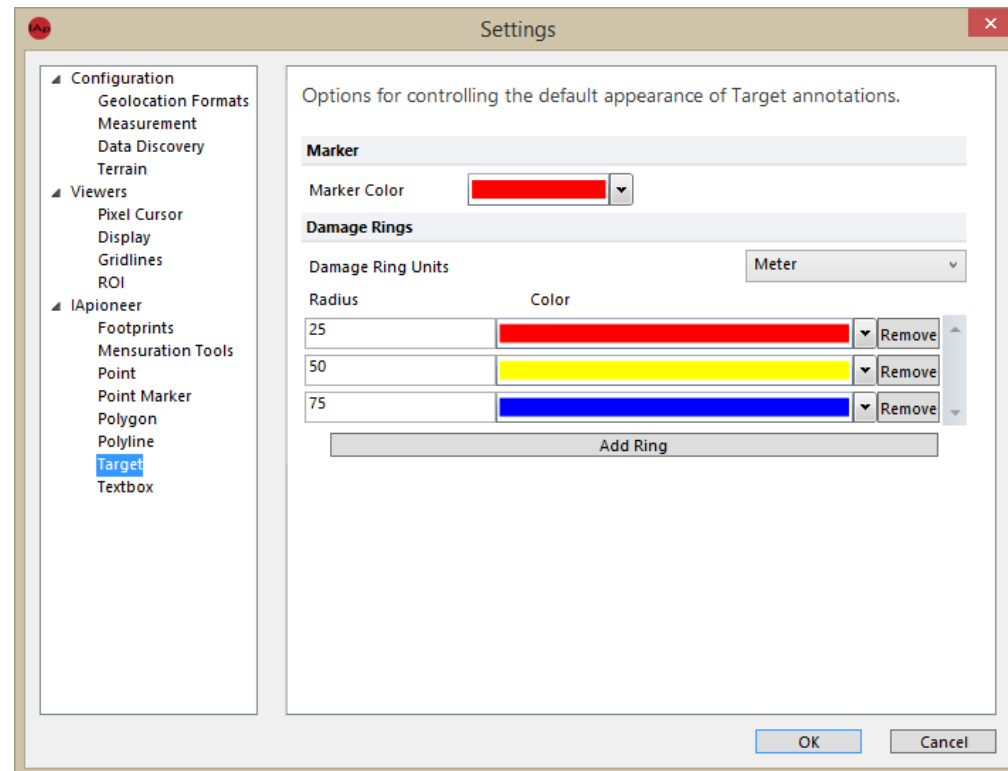 IAp
Settings
Configuration
Geolocation Formats
Measurement
Data Discovery
Terrain
Viewers
Pixel Cursor
Display
Gridlines
ROI
IApioneer
Footprints
Mensuration Tools
Point
Point Marker
Polygon
Polyline
Target
Textbox
Options for controlling the default appearance of Target annotations.
Marker
Marker Color
Damage Rings
Damage Ring Units Meter
Radius Color
25 Remove
50 Remove
75 Remove
Add Ring
OK Cancel